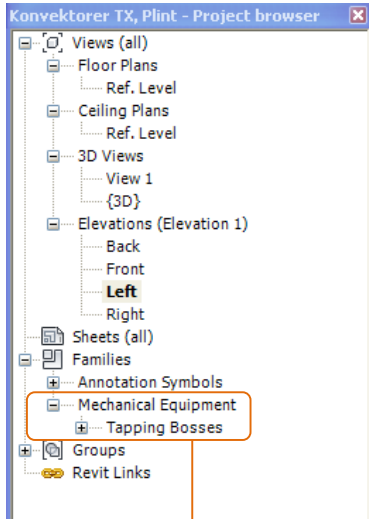 Konvektorer TX, Plint - Project browser
Views (all)
Floor Plans
Ref. Level
Ceiling Plans
Ref. Level
3D Views
View 1
{3D}
Elevations (Elevation 1)
Back
Front
Left
Right
Sheets (all)
Families
Annotation Symbols
Mechanical Equipment
Tapping Bosses
Groups
Revit Links